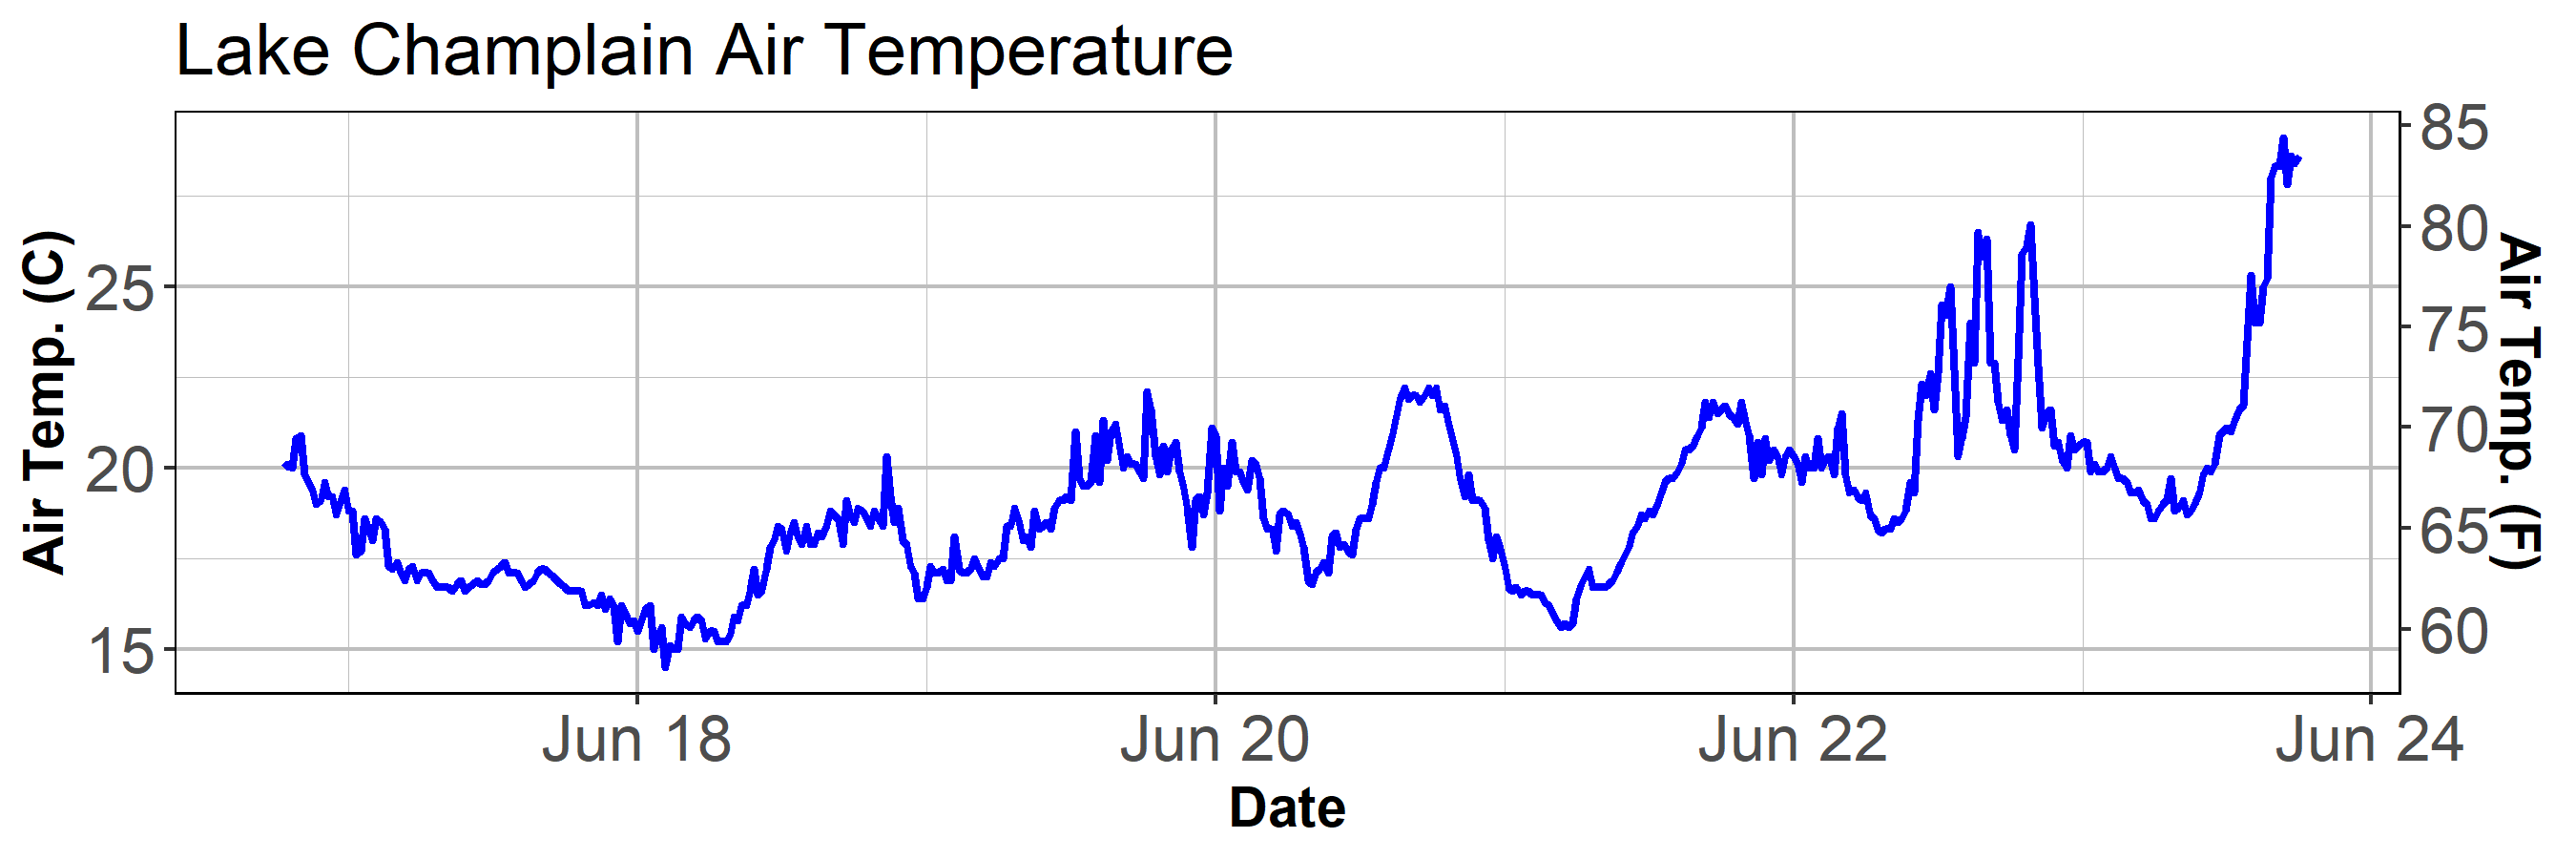 Lake Champlain Air Temperature
Air Temp. (C)
25
20
15
85
80
75
70
65
60
Air Temp. (F)
Jun 18
Jun 20
Jun 22
Jun 24
Date